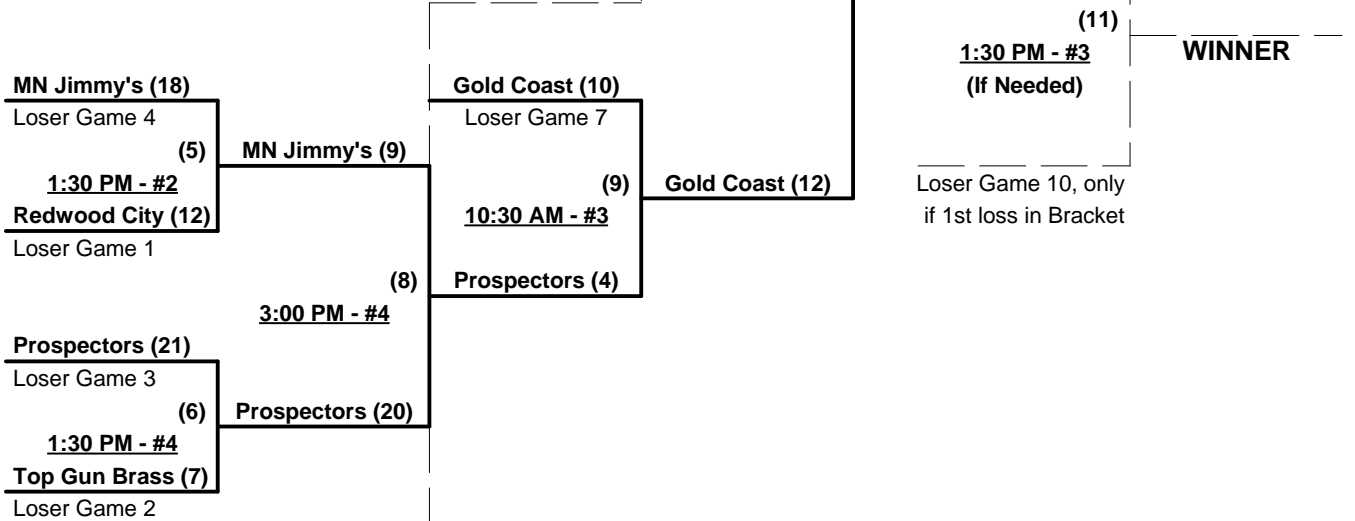 (11)
1:30 PM - #3
WINNER
(If Needed)
MN Jimmy's (18)
Loser Game 4
(5)
1:30 PM - #2
Redwood City (12)
Loser Game 1
MN Jimmy's (9)
(8)
3:00 PM - #4
Prospectors (21)
Loser Game 3
(6)
1:30 PM - #4
Top Gun Brass (7)
Loser Game 2
Prospectors (20)
Gold Coast (10)
Loser Game 7
(9)
10:30 AM - #3
Prospectors (4)
Gold Coast (12)
Loser Game 10, only
if 1st loss in Bracket